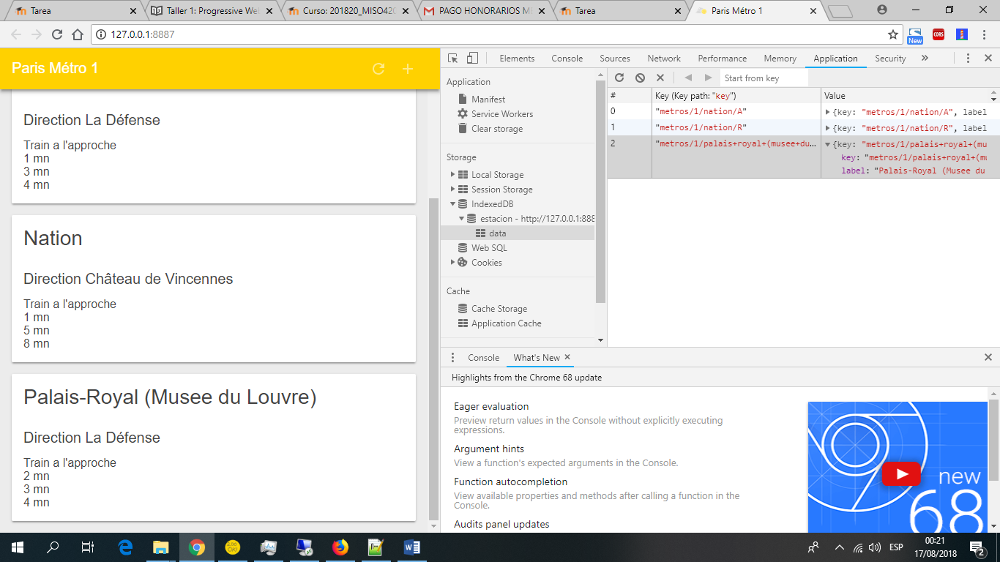 Tarea
Taller 1: Progressive We
Curso: 201820_MISO42
PAGO HONORARIOS M
Tarea
Paris Métro 1
127.0.0.1:8887
New
CORS
Paris Métro 1
Direction La Défense
Train a l'approche
1 mn
3 mn
4 mn
Nation
Direction Château de Vincennes
Train a l'approche
1 mn
5 mn
8 mn
Palais-Royal (Musee du Louvre)
Direction La Défense
Train a l'approche
2 mn
3 mn
4 mn
Elements Console Sources Network Performance Memory Application Security »
Application
Manifest
Service Workers
Clear storage
Storage
Local Storage
Session Storage
IndexedDB
estacion - http://127.0.0.1:888
data
Web SQL
Cookies
Cache
Cache Storage
Application Cache
Start from key
# Key (Key path: "key") Value
0 "metros/1/nation/A" {key: "metros/1/nation/A", label
1 "metros/1/nation/R" {key: "metros/1/nation/R", label
2 "metros/1/palais+royal+(musee+du... {key: "metros/1/palais+royal+(mu
key: "metros/1/palais+royal+(mu
label: "Palais-Royal (Musee du
Console What's New
Highlights from the Chrome 68 update
Eager evaluation
Preview return values in the Console without explicitly executing
expressions.
Argument hints
View a function's expected arguments in the Console.
Function autocompletion
View available properties and methods after calling a function in the
Console.
Audits panel updates
new
68
ESP
00:21
17/08/2018
2